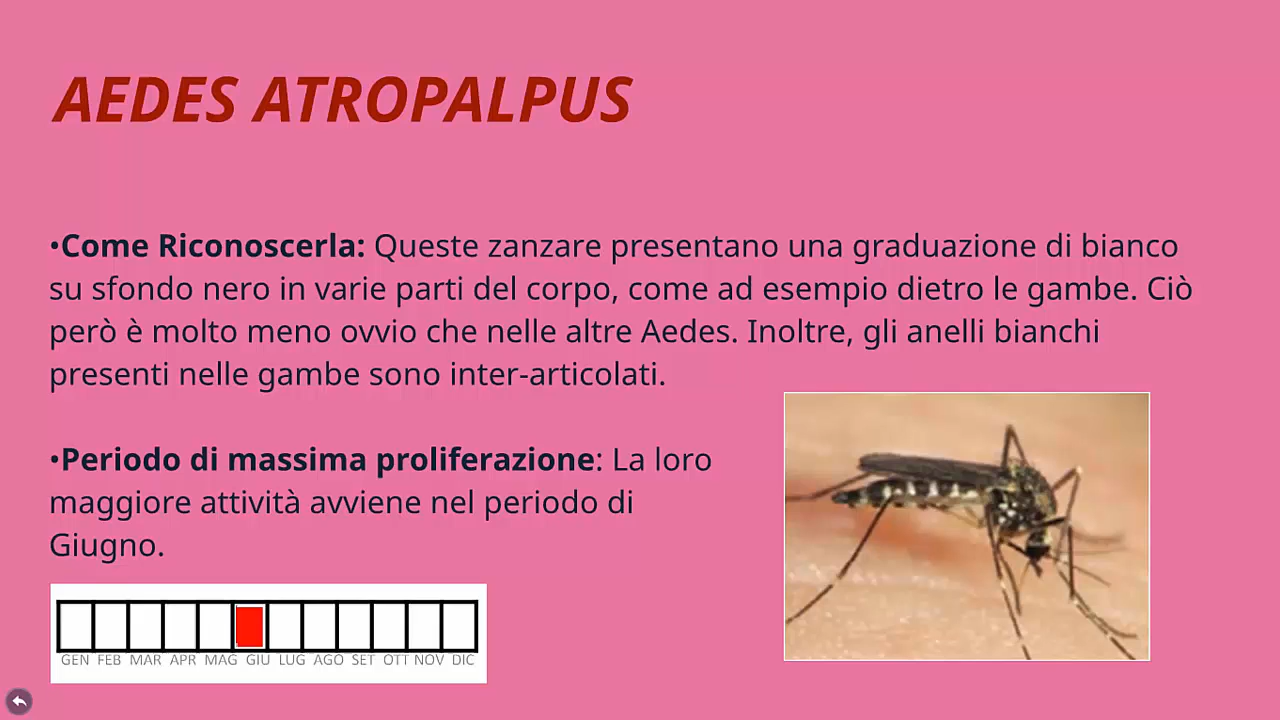 AEDES ATROPALPUS
•Come Riconoscerla: Queste zanzare presentano una graduazione di bianco
su sfondo nero in varie parti del corpo, come ad esempio dietro le gambe. Ciò
però è molto meno ovvio che nelle altre Aedes. Inoltre, gli anelli bianchi
presenti nelle gambe sono inter-articolati.
•Periodo di massima proliferazione: La loro
maggiore attività avviene nel periodo di
Giugno.
GEN FEB MAR APR MAG GIU LUG AGO SET OTT NOV DIC